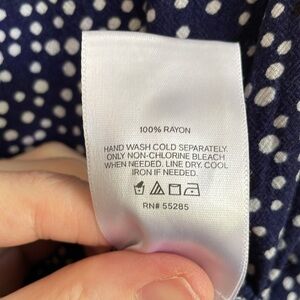 100% RAYON
HAND WASH COLD SEPARATELY.
ONLY NON-CHLORINE BLEACH
WHEN NEEDED. LINE DRY. COOL
IRON IF NEEDED.
RN# 55285